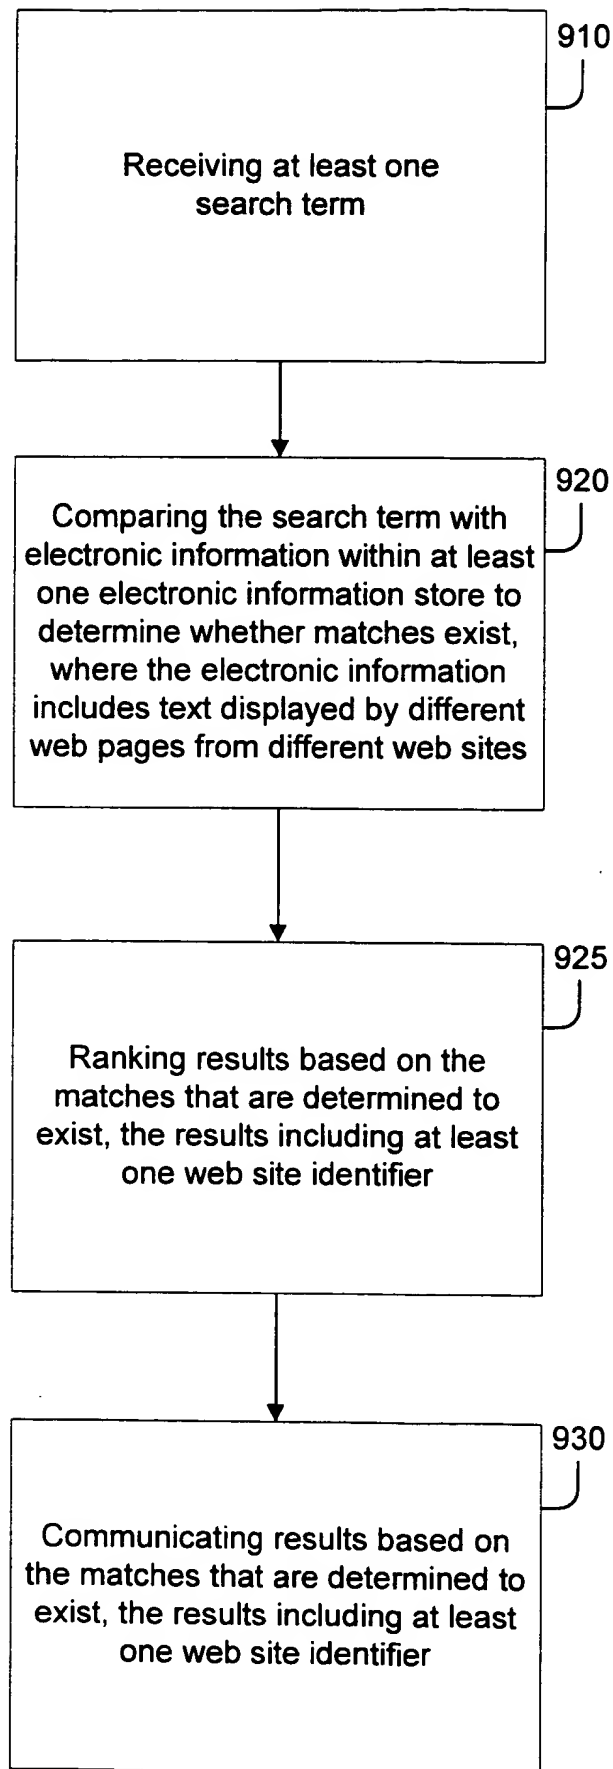 910
Receiving at least one
search term
920
Comparing the search term with
electronic information within at least
one electronic information store to
determine whether matches exist,
where the electronic information
includes text displayed by different
web pages from different web sites
925
Ranking results based on the
matches that are determined to
exist, the results including at least
one web site identifier
930
Communicating results based on
the matches that are determined to
exist, the results including at least
one web site identifier